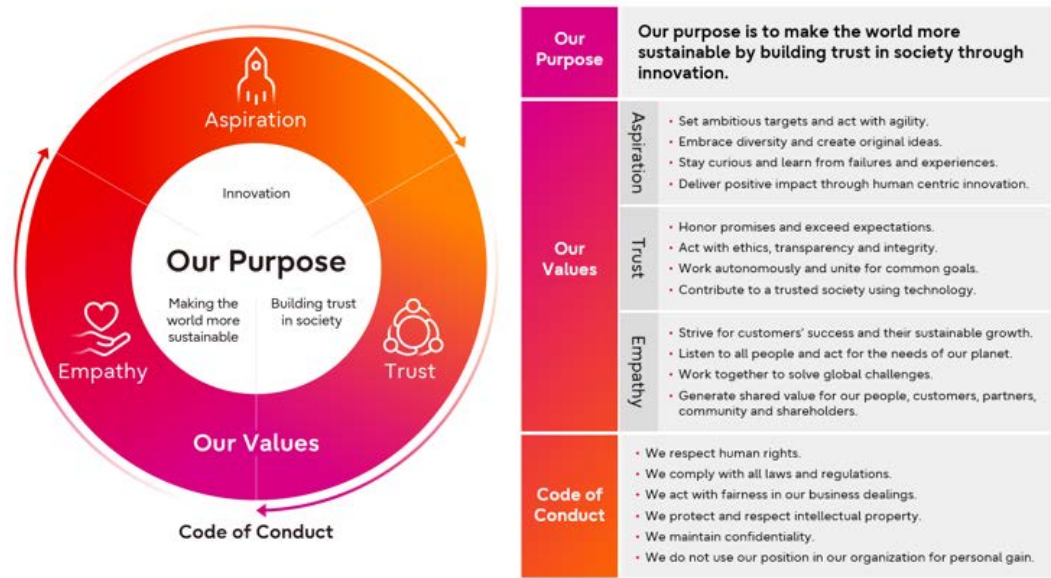 Aspiration
Innovation
Our Purpose
Making the
world more
sustainable
Building trust
in society
Empathy
Trust
Our Values
Code of Conduct
Our
Purpose
Our purpose is to make the world more
sustainable by building trust in society through
innovation.
Our
Values
Aspiration
• Set ambitious targets and act with agility.
• Embrace diversity and create original ideas.
• Stay curious and learn from failures and experiences.
• Deliver positive impact through human centric innovation.
Trust
• Honor promises and exceed expectations.
• Act with ethics, transparency and integrity.
• Work autonomously and unite for common goals.
• Contribute to a trusted society using technology.
Empathy
• Strive for customers' success and their sustainable growth.
• Listen to all people and act for the needs of our planet.
• Work together to solve global challenges.
• Generate shared value for our people, customers, partners,
community and shareholders.
Code of
Conduct
• We respect human rights.
• We comply with all laws and regulations.
• We act with fairness in our business dealings.
• We protect and respect intellectual property.
• We maintain confidentiality.
• We do not use our position in our organization for personal gain.